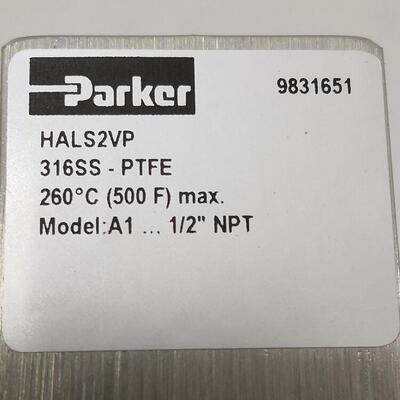 Parker 9831651
HALS2VP
316SS - PTFE
260°C (500 F) max.
Model:A1 ... 1/2" NPT